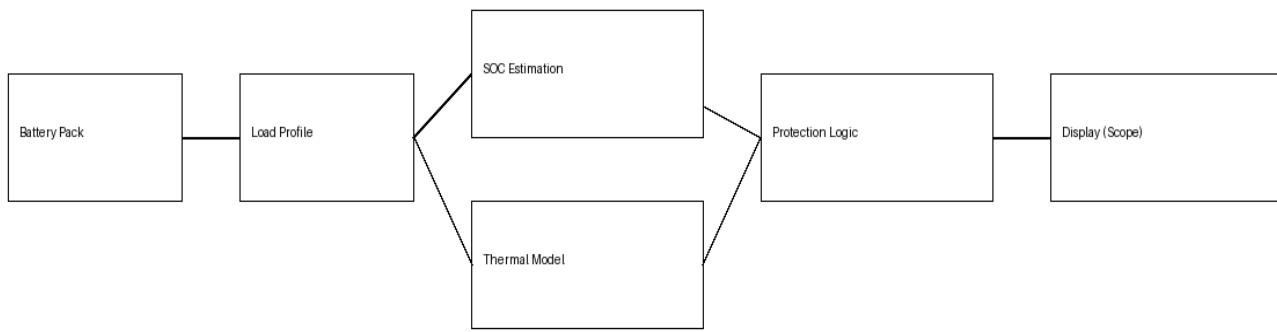 Battery Pack
Load Profile
SOC Estimation
Thermal Model
Protection Logic
Display (Scope)